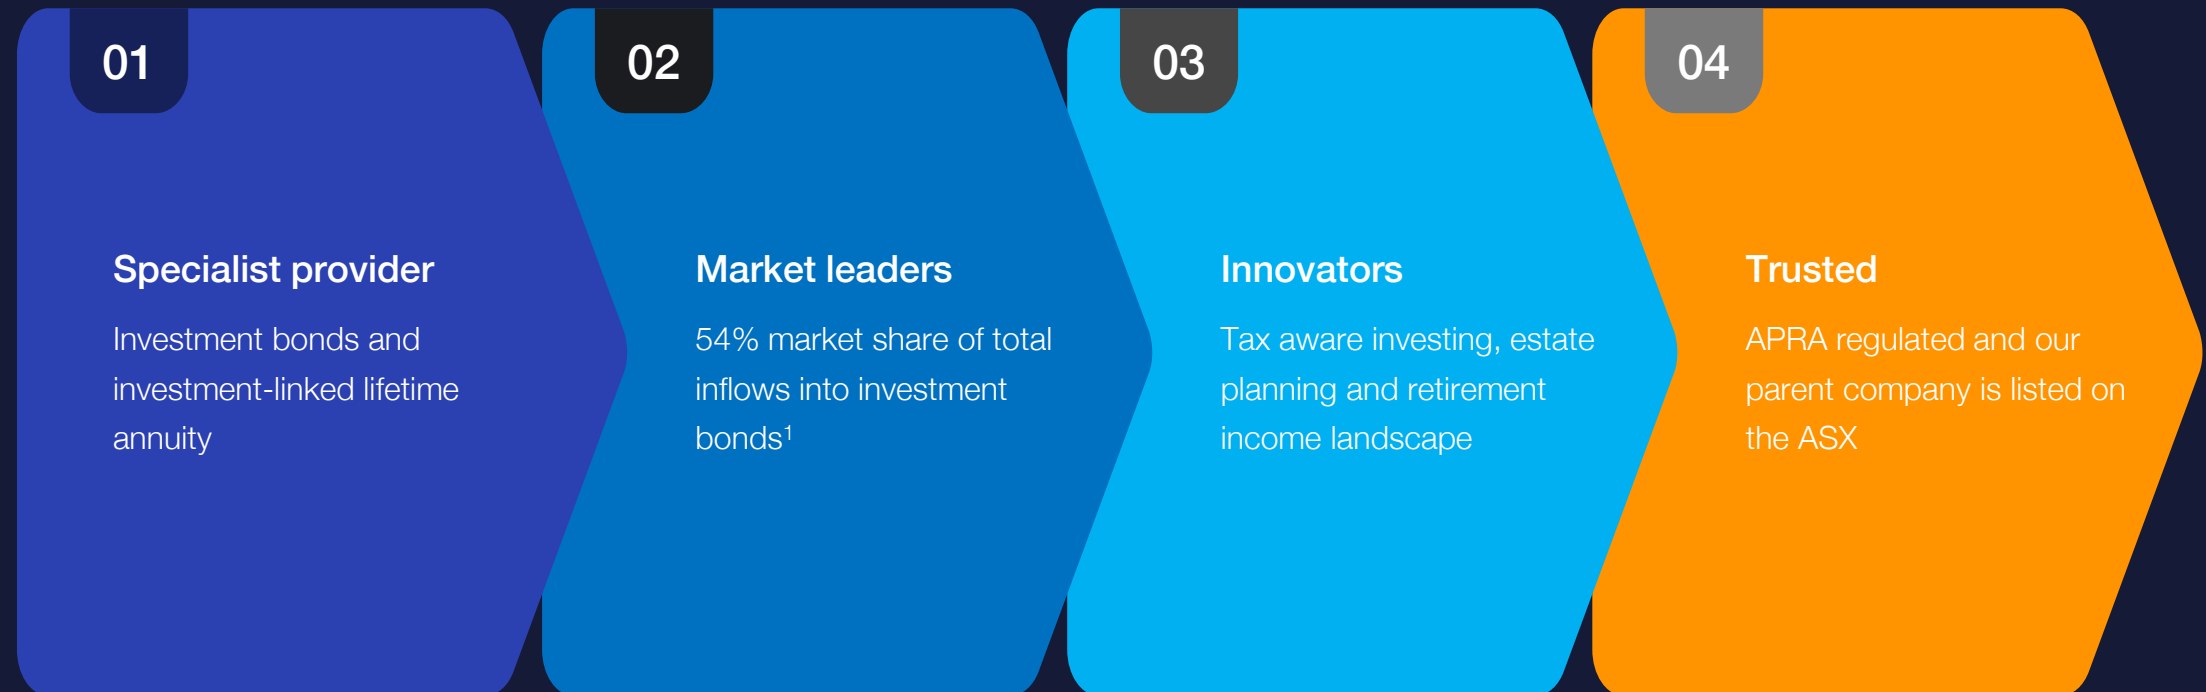 01
Specialist provider
Investment bonds and
investment-linked lifetime
annuity
02
Market leaders
54% market share of total
inflows into investment
bonds¹
03
Innovators
Tax aware investing, estate
planning and retirement
income landscape
04
Trusted
APRA regulated and our
parent company is listed on
the ASX